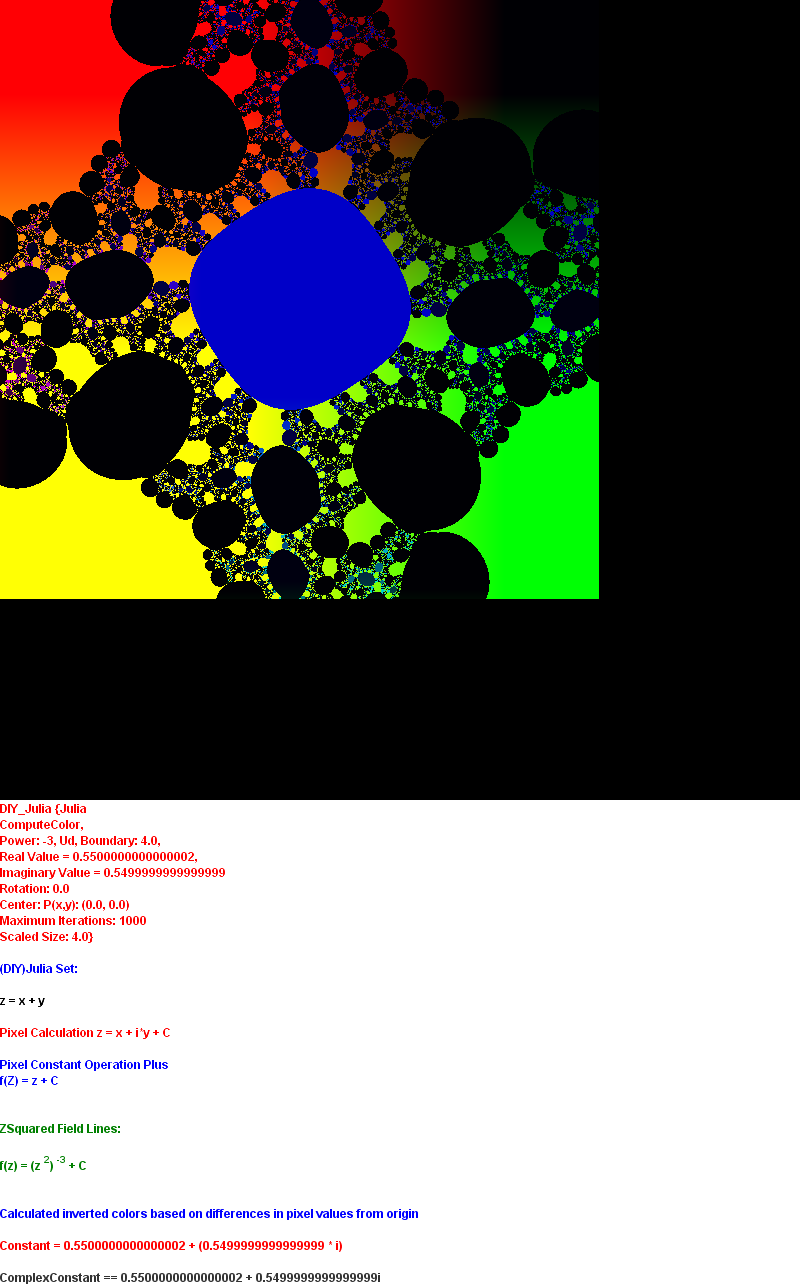 DIY_Julia {Julia
ComputeColor,
Power: -3, Ud, Boundary: 4.0,
Real Value = 0.5500000000000002,
Imaginary Value = 0.5499999999999999
Rotation: 0.0
Center: P(x,y): (0.0, 0.0)
Maximum Iterations: 1000
Scaled Size: 4.0}
(DIY)Julia Set:
z = x + y
Pixel Calculation z = x + i*y + C
Pixel Constant Operation Plus
f(Z) = z + C
ZSquared Field Lines:
f(z) = (z ²) ⁻³ + C
Calculated inverted colors based on differences in pixel values from origin
Constant = 0.5500000000000002 + (0.5499999999999999 * i)
ComplexConstant == 0.5500000000000002 + 0.5499999999999999i